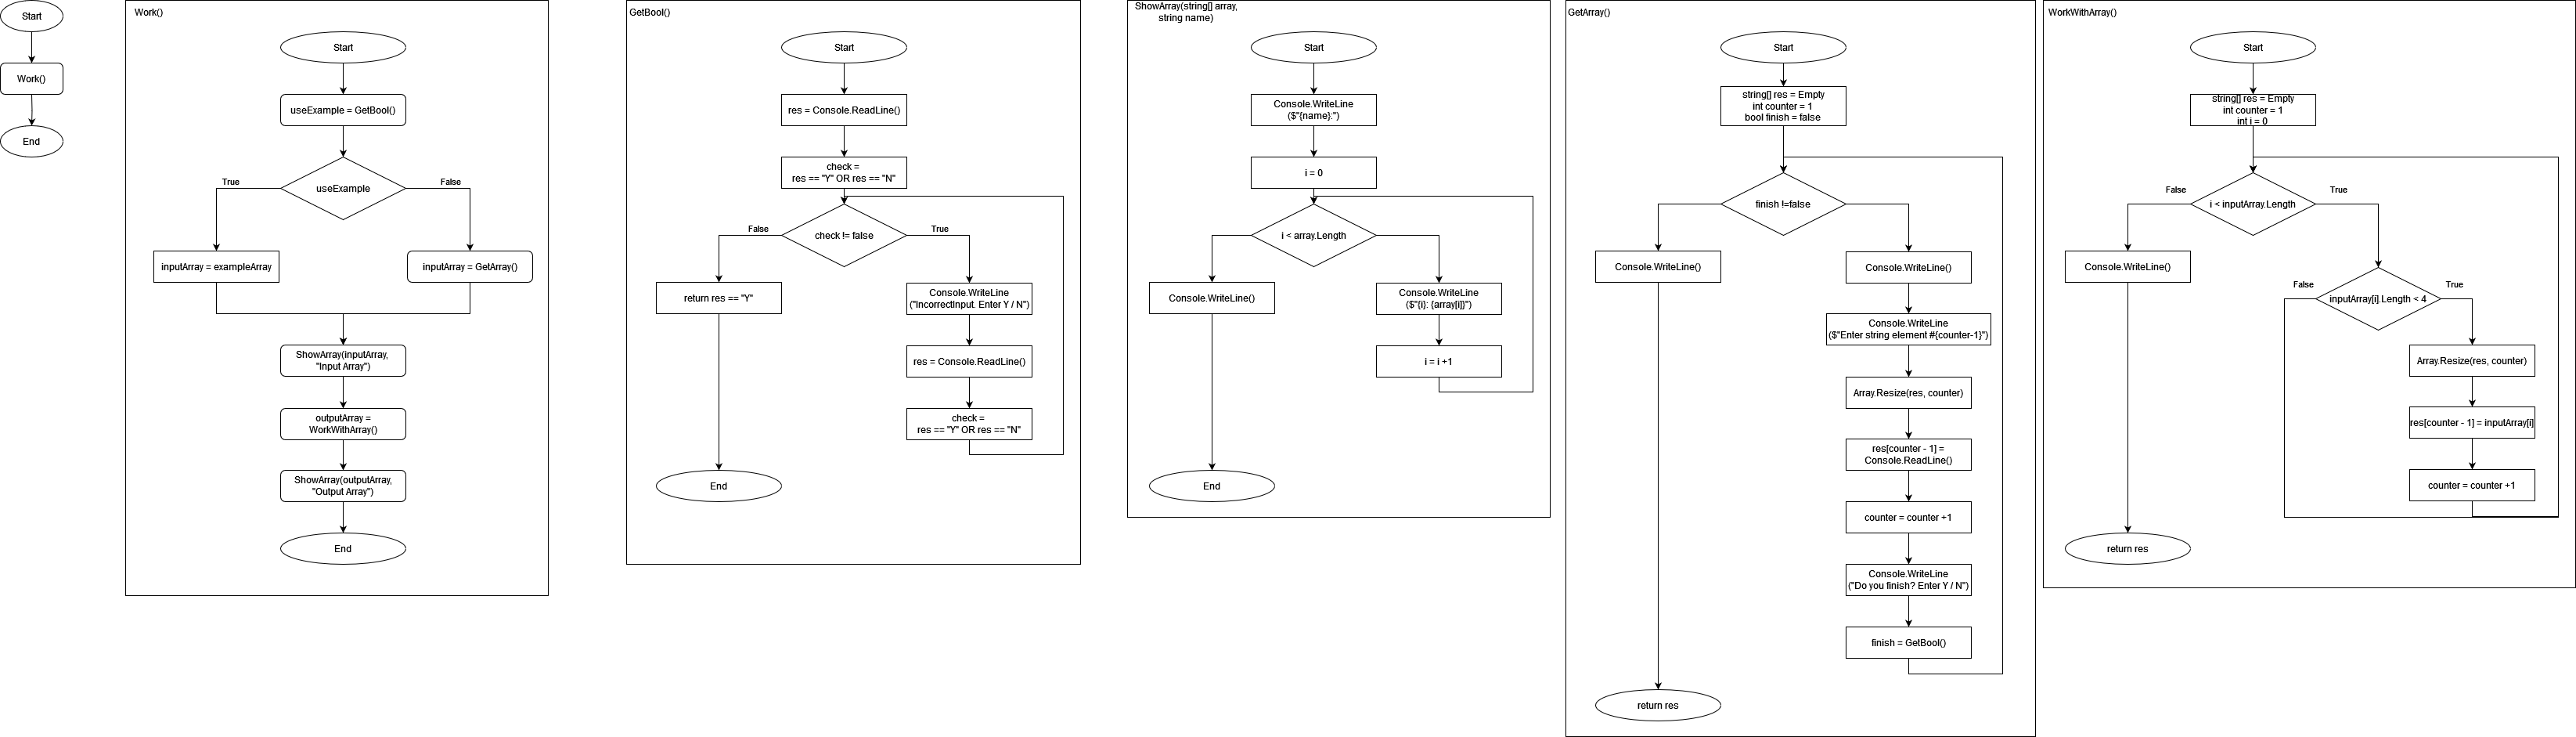 Start
Work()
End
Work()
Start
useExample = GetBool()
useExample
True
False
inputArray = exampleArray
inputArray = GetArray()
ShowArray(inputArray,
"Input Array")
outputArray =
WorkWithArray()
ShowArray(outputArray,
"Output Array")
End
GetBool()
Start
res = Console.ReadLine()
check =
res == "Y" OR res == "N"
check != false
False
True
return res == "Y"
Console.WriteLine
("IncorrectInput. Enter Y / N")
res = Console.ReadLine()
check =
res == "Y" OR res == "N"
End
ShowArray(string[] array,
string name)
Start
Console.WriteLine
($"{name}:")
i = 0
i < array.Length
Console.WriteLine()
Console.WriteLine
($"{i}: {array[i]}")
i = i +1
End
GetArray()
Start
string[] res = Empty
int counter = 1
bool finish = false
finish !=false
Console.WriteLine()
Console.WriteLine()
Console.WriteLine
($"Enter string element #{counter-1}")
Array.Resize(res, counter)
res[counter - 1] =
Console.ReadLine()
counter = counter +1
Console.WriteLine
("Do you finish? Enter Y / N")
finish = GetBool()
return res
WorkWithArray()
Start
string[] res = Empty
int counter = 1
int i = 0
i < inputArray.Length
False
True
Console.WriteLine()
inputArray[i].Length < 4
False
True
Array.Resize(res, counter)
res[counter - 1] = inputArray[i]
counter = counter +1
return res